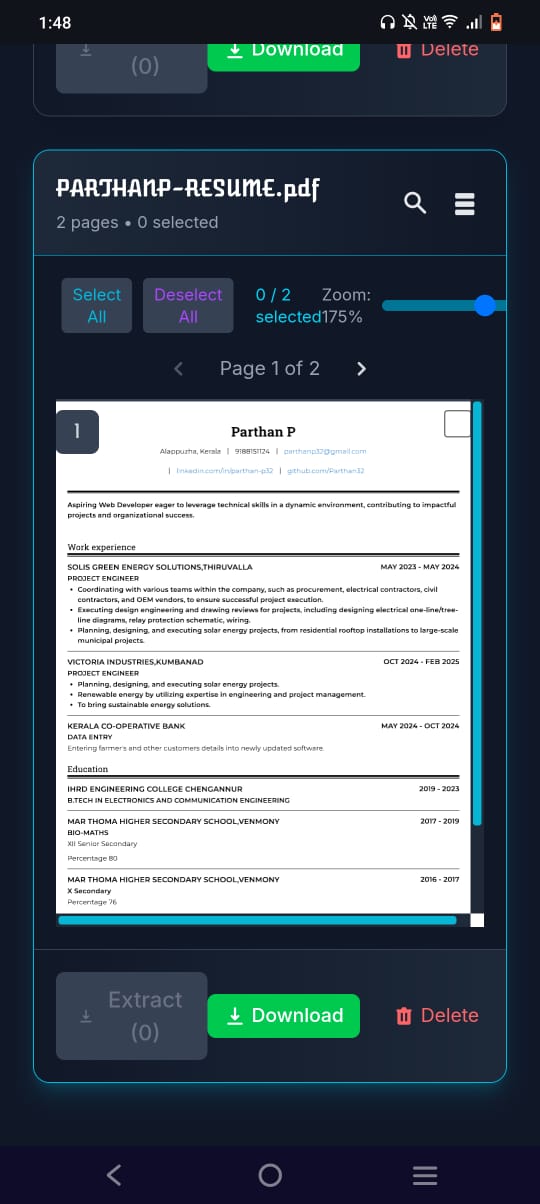 1:48
Vo) LTE
(0)
Download
Delete
PARTHANP-RESUME.pdf
2 pages • 0 selected
Select All
Deselect All
0 / 2 selected
Zoom: 175%
Page 1 of 2
1
Parthan P
Alappuzha, Kerala | 9188151124 | parthanp32@gmail.com
| linkedin.com/in/parthan-p32 | github.com/Parthan32
Aspiring Web Developer eager to leverage technical skills in a dynamic environment, contributing to impactful
projects and organizational success.
Work experience
SOLIS GREEN ENERGY SOLUTIONS,THIRUVALLA MAY 2023 - MAY 2024
PROJECT ENGINEER
• Coordinating with various teams within the company, such as procurement, electrical contractors, civil
contractors, and OEM vendors, to ensure successful project execution.
• Executing design engineering and drawing reviews for projects, including designing electrical one-line/tree-
line diagrams, relay protection schematic, wiring.
• Planning, designing, and executing solar energy projects, from residential rooftop installations to large-scale
municipal projects.
VICTORIA INDUSTRIES,KUMBANAD OCT 2024 - FEB 2025
PROJECT ENGINEER
• Planning, designing, and executing solar energy projects.
• Renewable energy by utilizing expertise in engineering and project management.
• To bring sustainable energy solutions.
KERALA CO-OPERATIVE BANK MAY 2024 - OCT 2024
DATA ENTRY
Entering farmer's and other customers details into newly updated software.
Education
IHRD ENGINEERING COLLEGE CHENGANNUR 2019 - 2023
B.TECH IN ELECTRONICS AND COMMUNICATION ENGINEERING
MAR THOMA HIGHER SECONDARY SCHOOL,VENMONY 2017 - 2019
BIO-MATHS
XII Senior Secondary
Percentage 80
MAR THOMA HIGHER SECONDARY SCHOOL,VENMONY 2016 - 2017
X Secondary
Percentage 76
Extract
(0)
Download
Delete